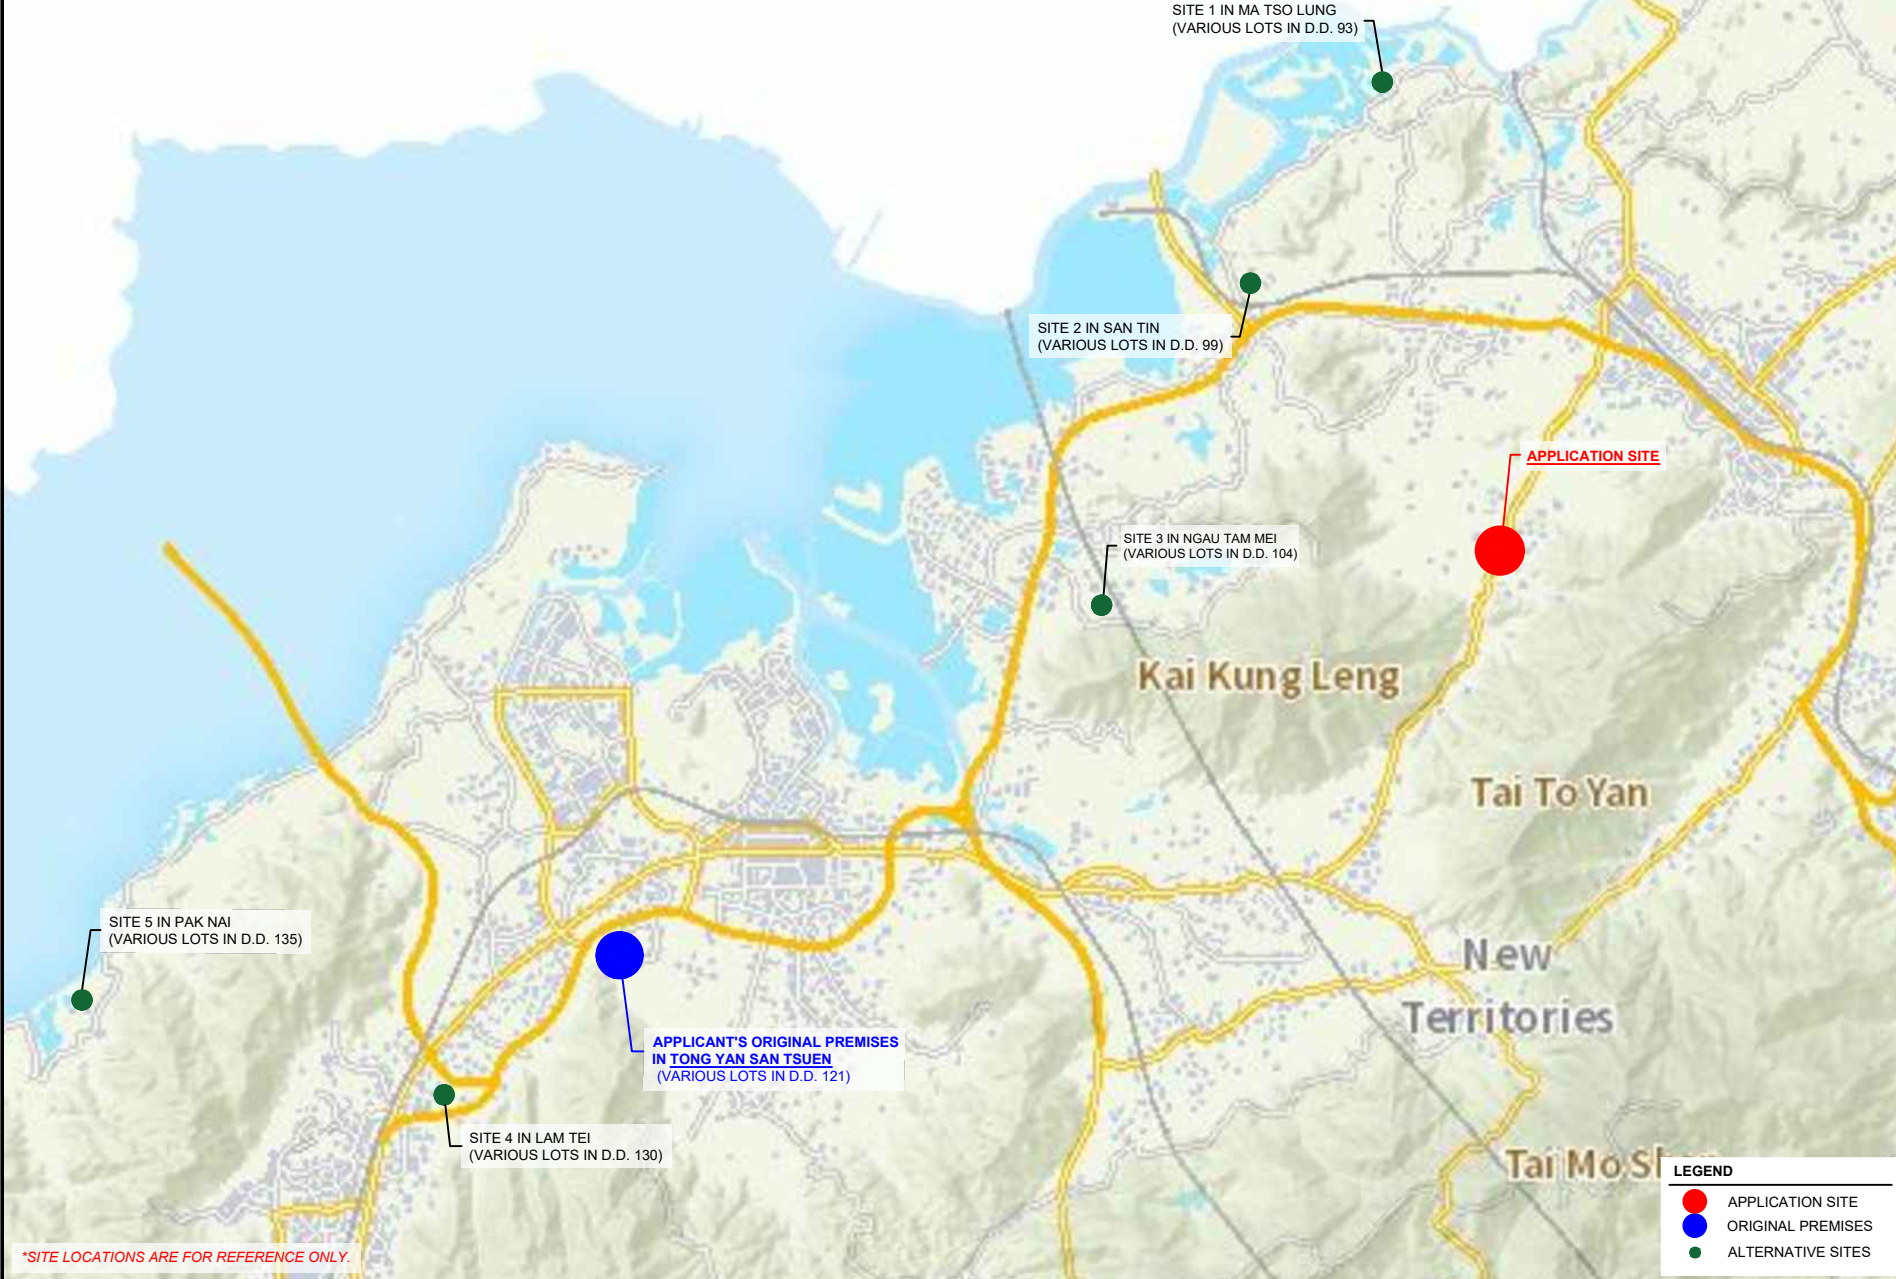 SITE 1 IN MA TSO LUNG
(VARIOUS LOTS IN D.D. 93)
SITE 2 IN SAN TIN
(VARIOUS LOTS IN D.D. 99)
APPLICATION SITE
SITE 3 IN NGAU TAM MEI
(VARIOUS LOTS IN D.D. 104)
Kai Kung Leng
Tai To Yan
SITE 5 IN PAK NAI
(VARIOUS LOTS IN D.D. 135)
New
Territories
APPLICANT'S ORIGINAL PREMISES
IN TONG YAN SAN TSUEN
(VARIOUS LOTS IN D.D. 121)
SITE 4 IN LAM TEI
(VARIOUS LOTS IN D.D. 130)
Tai Mo
LEGEND
APPLICATION SITE
ORIGINAL PREMISES
ALTERNATIVE SITES
*SITE LOCATIONS ARE FOR REFERENCE ONLY.